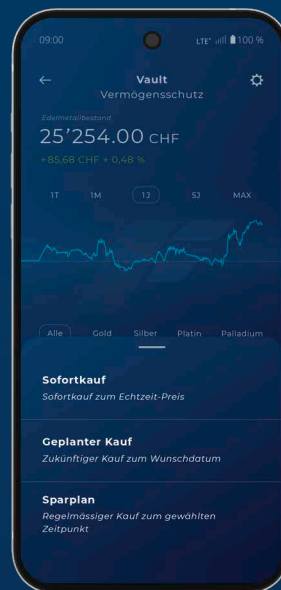 09:00 LTE+ 100 %
Vault
Vermögensschutz
Edelmetallbestand
25’254.00 CHF
+85,68 CHF + 0,48 %
1T 1M 1J 5J MAX
Alle Gold Silber Platin Palladium
Sofortkauf
Sofortkauf zum Echtzeit-Preis
Geplanter Kauf
Zukünftiger Kauf zum Wunschdatum
Sparplan
Regelmässiger Kauf zum gewählten
Zeitpunkt